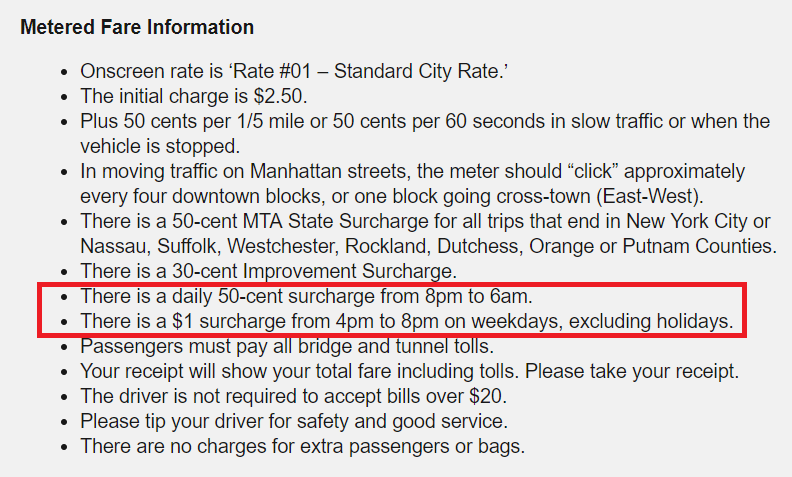 Metered Fare Information
• Onscreen rate is ‘Rate #01 – Standard City Rate.’
• The initial charge is $2.50.
• Plus 50 cents per 1/5 mile or 50 cents per 60 seconds in slow traffic or when the
vehicle is stopped.
• In moving traffic on Manhattan streets, the meter should “click” approximately
every four downtown blocks, or one block going cross-town (East-West).
• There is a 50-cent MTA State Surcharge for all trips that end in New York City or
Nassau, Suffolk, Westchester, Rockland, Dutchess, Orange or Putnam Counties.
• There is a 30-cent Improvement Surcharge.
• There is a daily 50-cent surcharge from 8pm to 6am.
• There is a $1 surcharge from 4pm to 8pm on weekdays, excluding holidays.
• Passengers must pay all bridge and tunnel tolls.
• Your receipt will show your total fare including tolls. Please take your receipt.
• The driver is not required to accept bills over $20.
• Please tip your driver for safety and good service.
• There are no charges for extra passengers or bags.